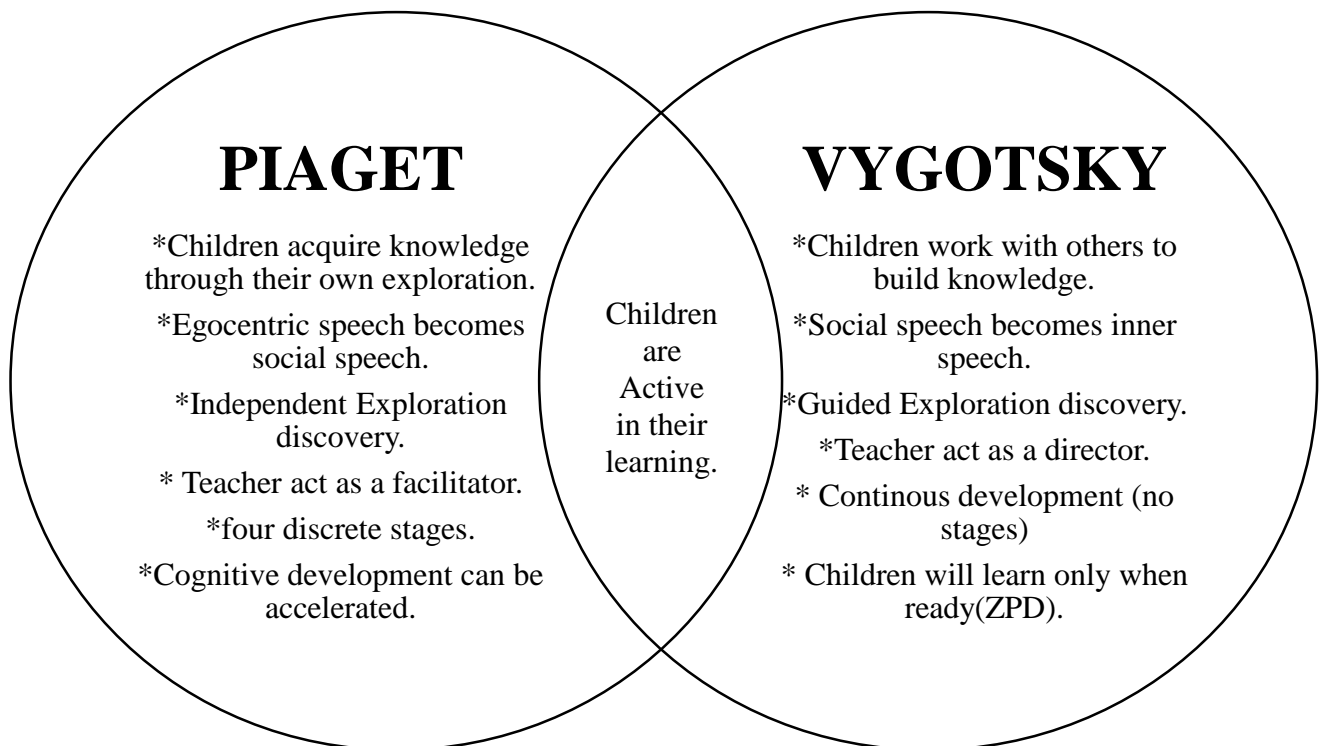 PIAGET
*Children acquire knowledge
through their own exploration.
*Egocentric speech becomes
social speech.
*Independent Exploration
discovery.
* Teacher act as a facilitator.
*four discrete stages.
*Cognitive development can be
accelerated.
Children
are
Active
in their
learning.
VYGOTSKY
*Children work with others to
build knowledge.
*Social speech becomes inner
speech.
*Guided Exploration discovery.
*Teacher act as a director.
* Continous development (no
stages)
* Children will learn only when
ready(ZPD).